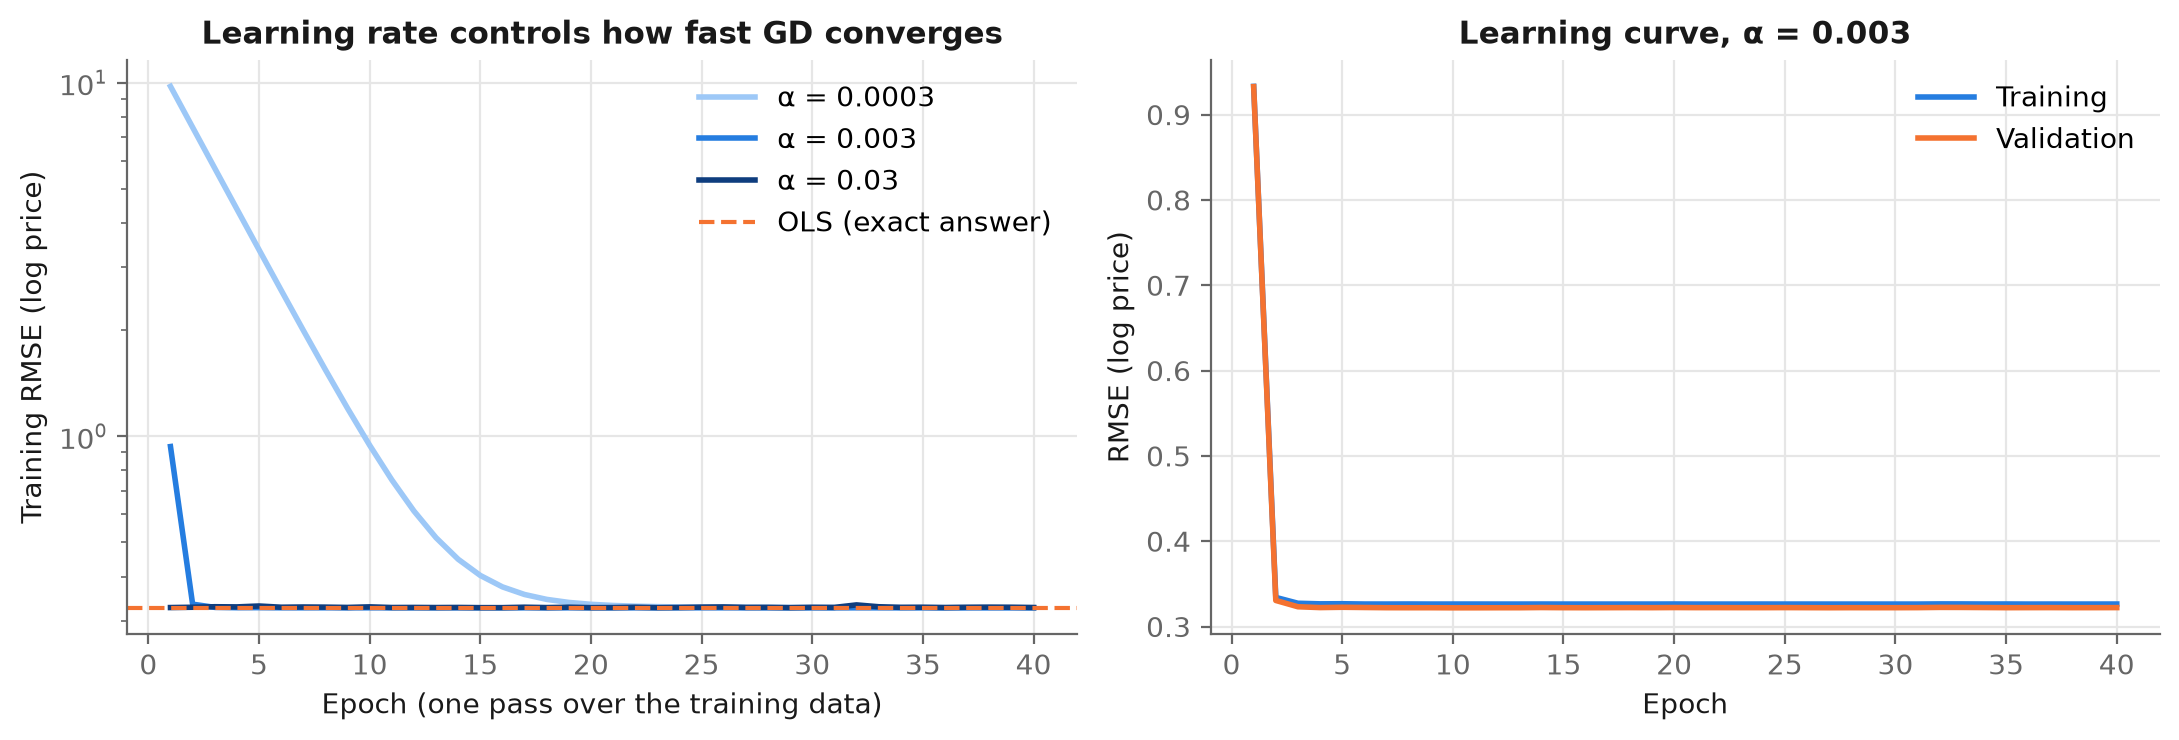 Learning rate controls how fast GD converges
Training RMSE (log price)
10¹
10⁰
α = 0.0003
α = 0.003
α = 0.03
OLS (exact answer)
0 5 10 15 20 25 30 35 40
Epoch (one pass over the training data)
Learning curve, α = 0.003
RMSE (log price)
0.9
0.8
0.7
0.6
0.5
0.4
0.3
Training
Validation
0 5 10 15 20 25 30 35 40
Epoch